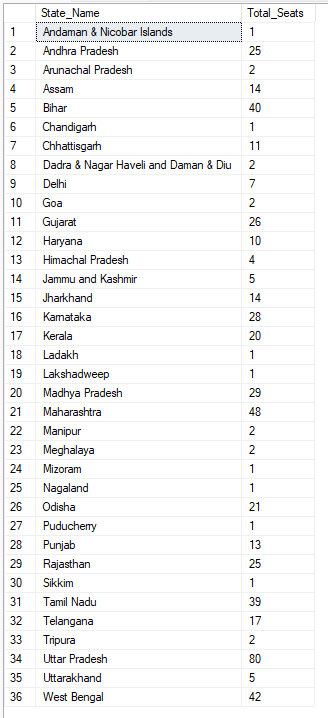 State_Name Total_Seats
1 Andaman & Nicobar Islands 1
2 Andhra Pradesh 25
3 Arunachal Pradesh 2
4 Assam 14
5 Bihar 40
6 Chandigarh 1
7 Chhattisgarh 11
8 Dadra & Nagar Haveli and Daman & Diu 2
9 Delhi 7
10 Goa 2
11 Gujarat 26
12 Haryana 10
13 Himachal Pradesh 4
14 Jammu and Kashmir 5
15 Jharkhand 14
16 Karnataka 28
17 Kerala 20
18 Ladakh 1
19 Lakshadweep 1
20 Madhya Pradesh 29
21 Maharashtra 48
22 Manipur 2
23 Meghalaya 2
24 Mizoram 1
25 Nagaland 1
26 Odisha 21
27 Puducherry 1
28 Punjab 13
29 Rajasthan 25
30 Sikkim 1
31 Tamil Nadu 39
32 Telangana 17
33 Tripura 2
34 Uttar Pradesh 80
35 Uttarakhand 5
36 West Bengal 42